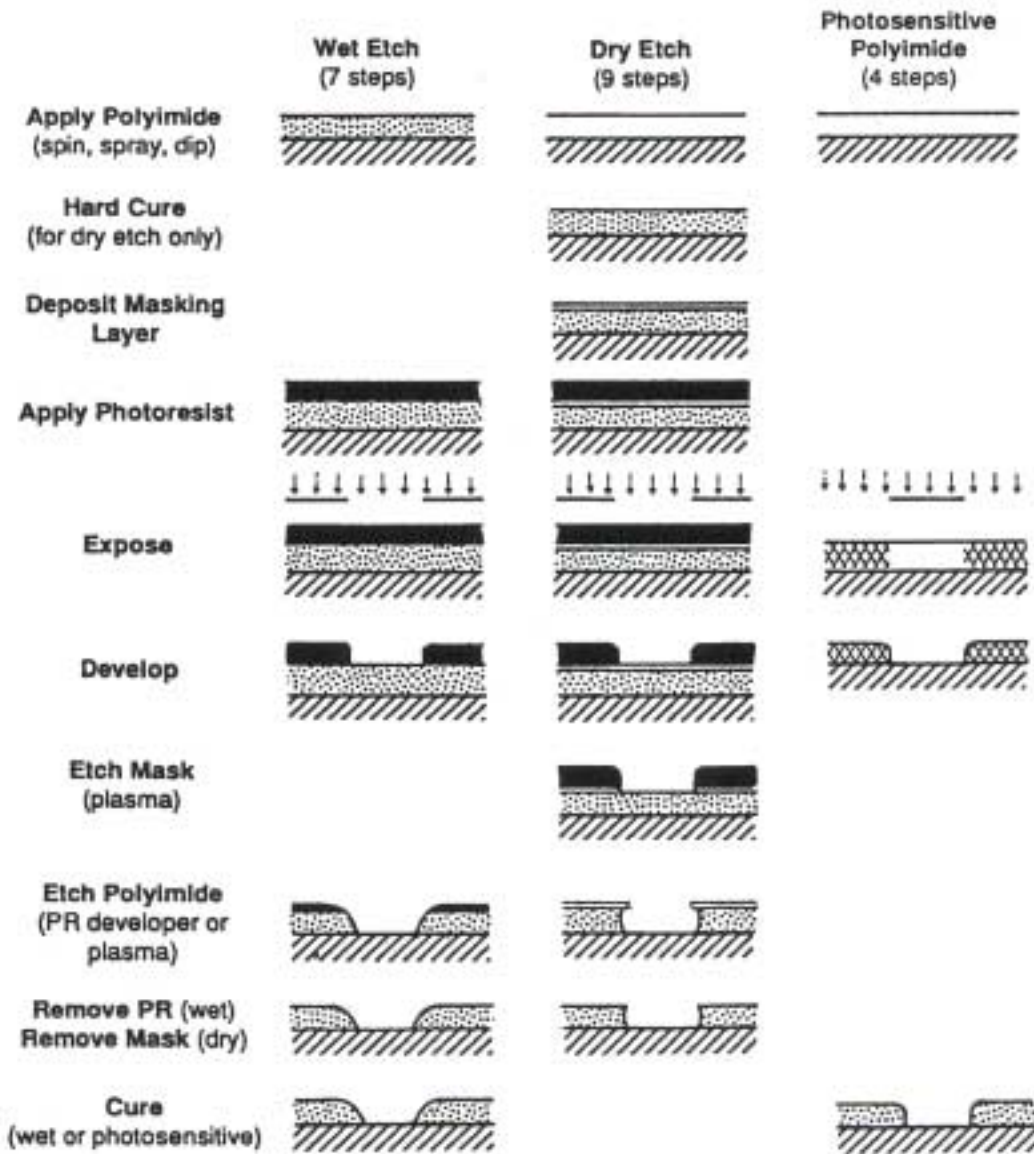 Wet Etch
(7 steps)
Dry Etch
(9 steps)
Photosensitive
Polyimide
(4 steps)
Apply Polyimide
(spin, spray, dip)
Hard Cure
(for dry etch only)
Deposit Masking
Layer
Apply Photoresist
Expose
Develop
Etch Mask
(plasma)
Etch Polyimide
(PR developer or
plasma)
Remove PR (wet)
Remove Mask (dry)
Cure
(wet or photosensitive)